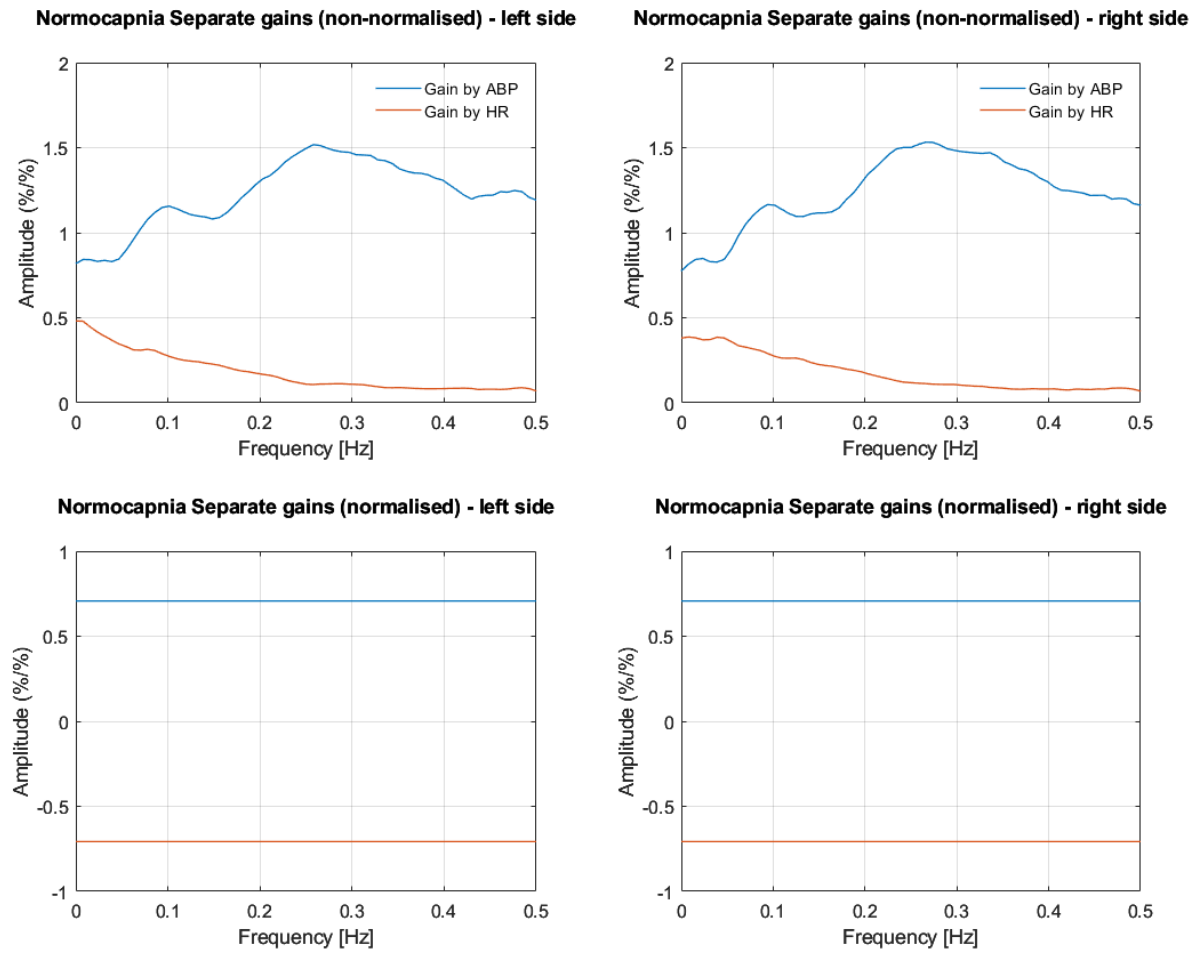 Normocapnia Separate gains (non-normalised) - left side
2
1.5
1
0.5
0
Amplitude (%/%)
Gain by ABP
Gain by HR
0 0.1 0.2 0.3 0.4 0.5
Frequency [Hz]
Normocapnia Separate gains (non-normalised) - right side
2
1.5
1
0.5
0
Amplitude (%/%)
Gain by ABP
Gain by HR
0 0.1 0.2 0.3 0.4 0.5
Frequency [Hz]
Normocapnia Separate gains (normalised) - left side
1
0.5
0
-0.5
-1
Amplitude (%/%)
0 0.1 0.2 0.3 0.4 0.5
Frequency [Hz]
Normocapnia Separate gains (normalised) - right side
1
0.5
0
-0.5
-1
Amplitude (%/%)
0 0.1 0.2 0.3 0.4 0.5
Frequency [Hz]